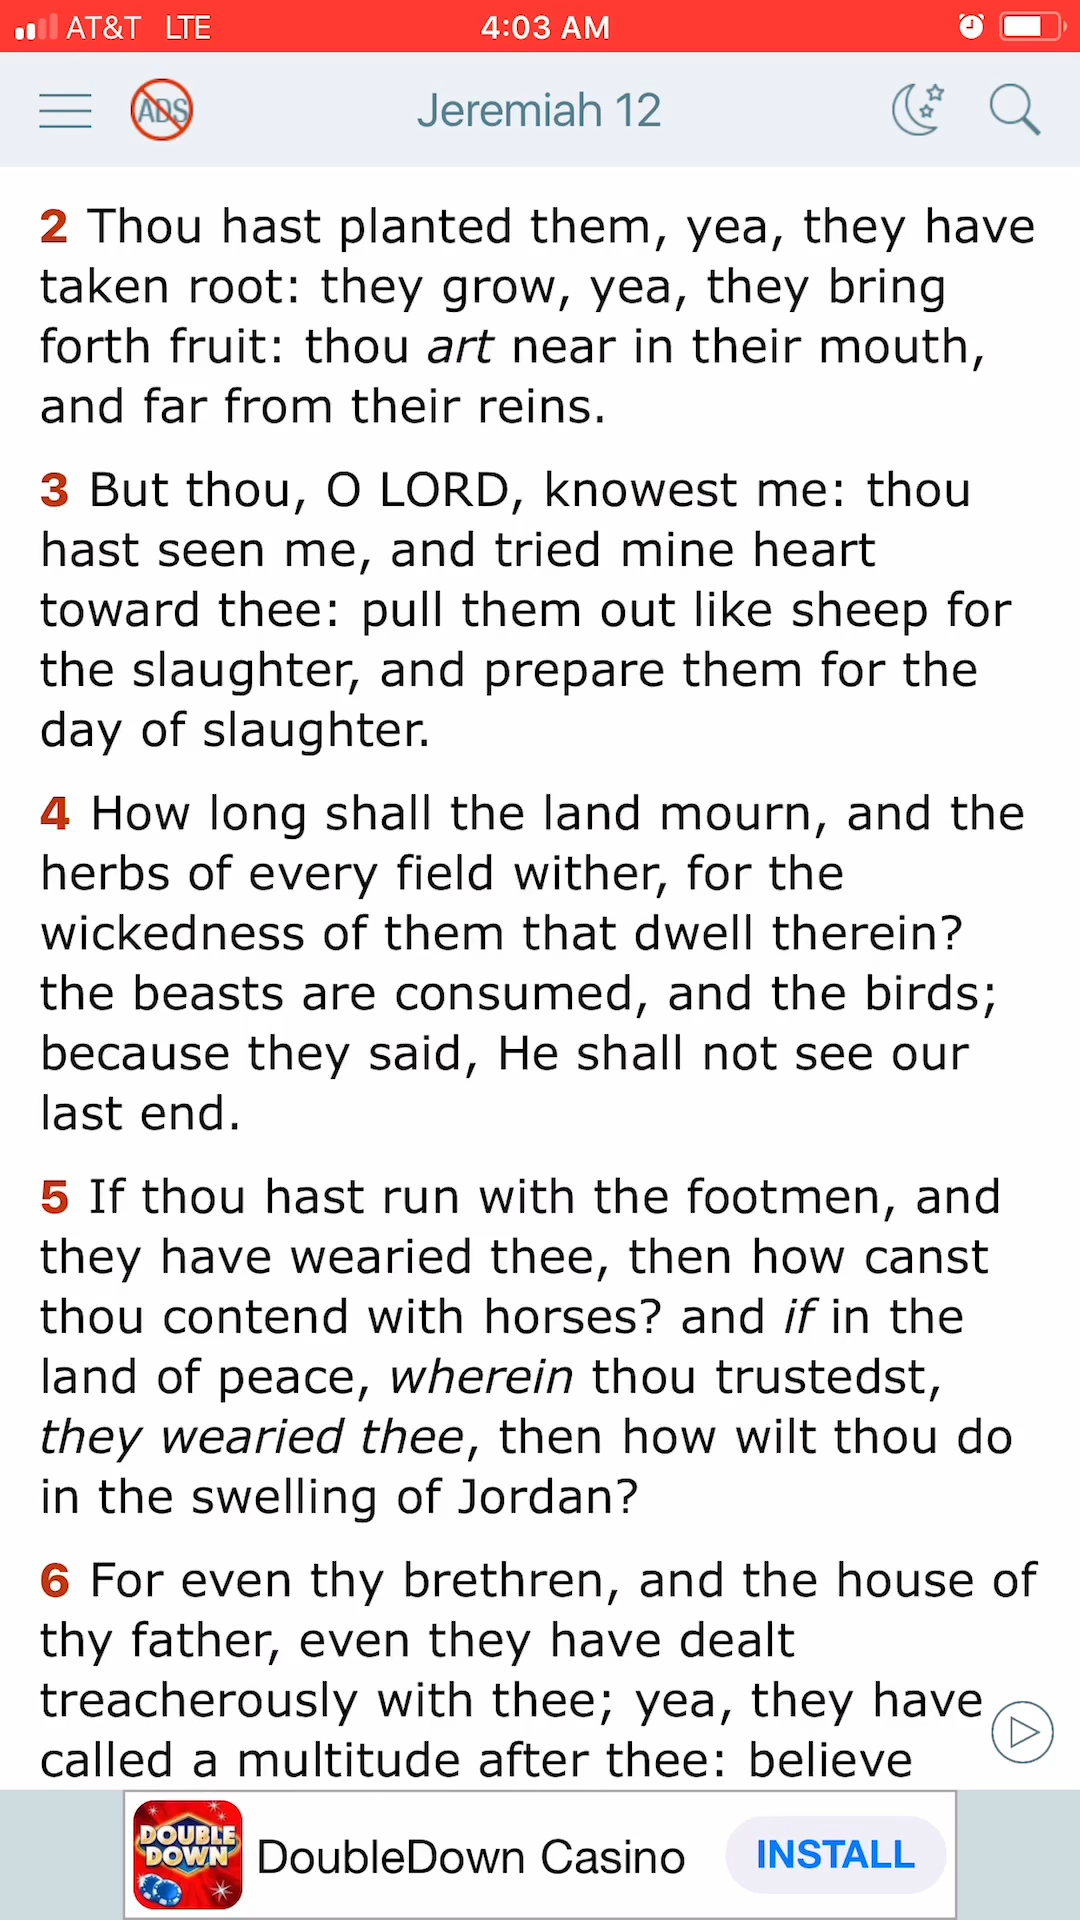 AT&T LTE 4:03 AM
ADS Jeremiah 12
2 Thou hast planted them, yea, they have
taken root: they grow, yea, they bring
forth fruit: thou art near in their mouth,
and far from their reins.
3 But thou, O LORD, knowest me: thou
hast seen me, and tried mine heart
toward thee: pull them out like sheep for
the slaughter, and prepare them for the
day of slaughter.
4 How long shall the land mourn, and the
herbs of every field wither, for the
wickedness of them that dwell therein?
the beasts are consumed, and the birds;
because they said, He shall not see our
last end.
5 If thou hast run with the footmen, and
they have wearied thee, then how canst
thou contend with horses? and if in the
land of peace, wherein thou trustedst,
they wearied thee, then how wilt thou do
in the swelling of Jordan?
6 For even thy brethren, and the house of
thy father, even they have dealt
treacherously with thee; yea, they have
called a multitude after thee: believe
DOUBLE
DOWN
DoubleDown Casino
INSTALL